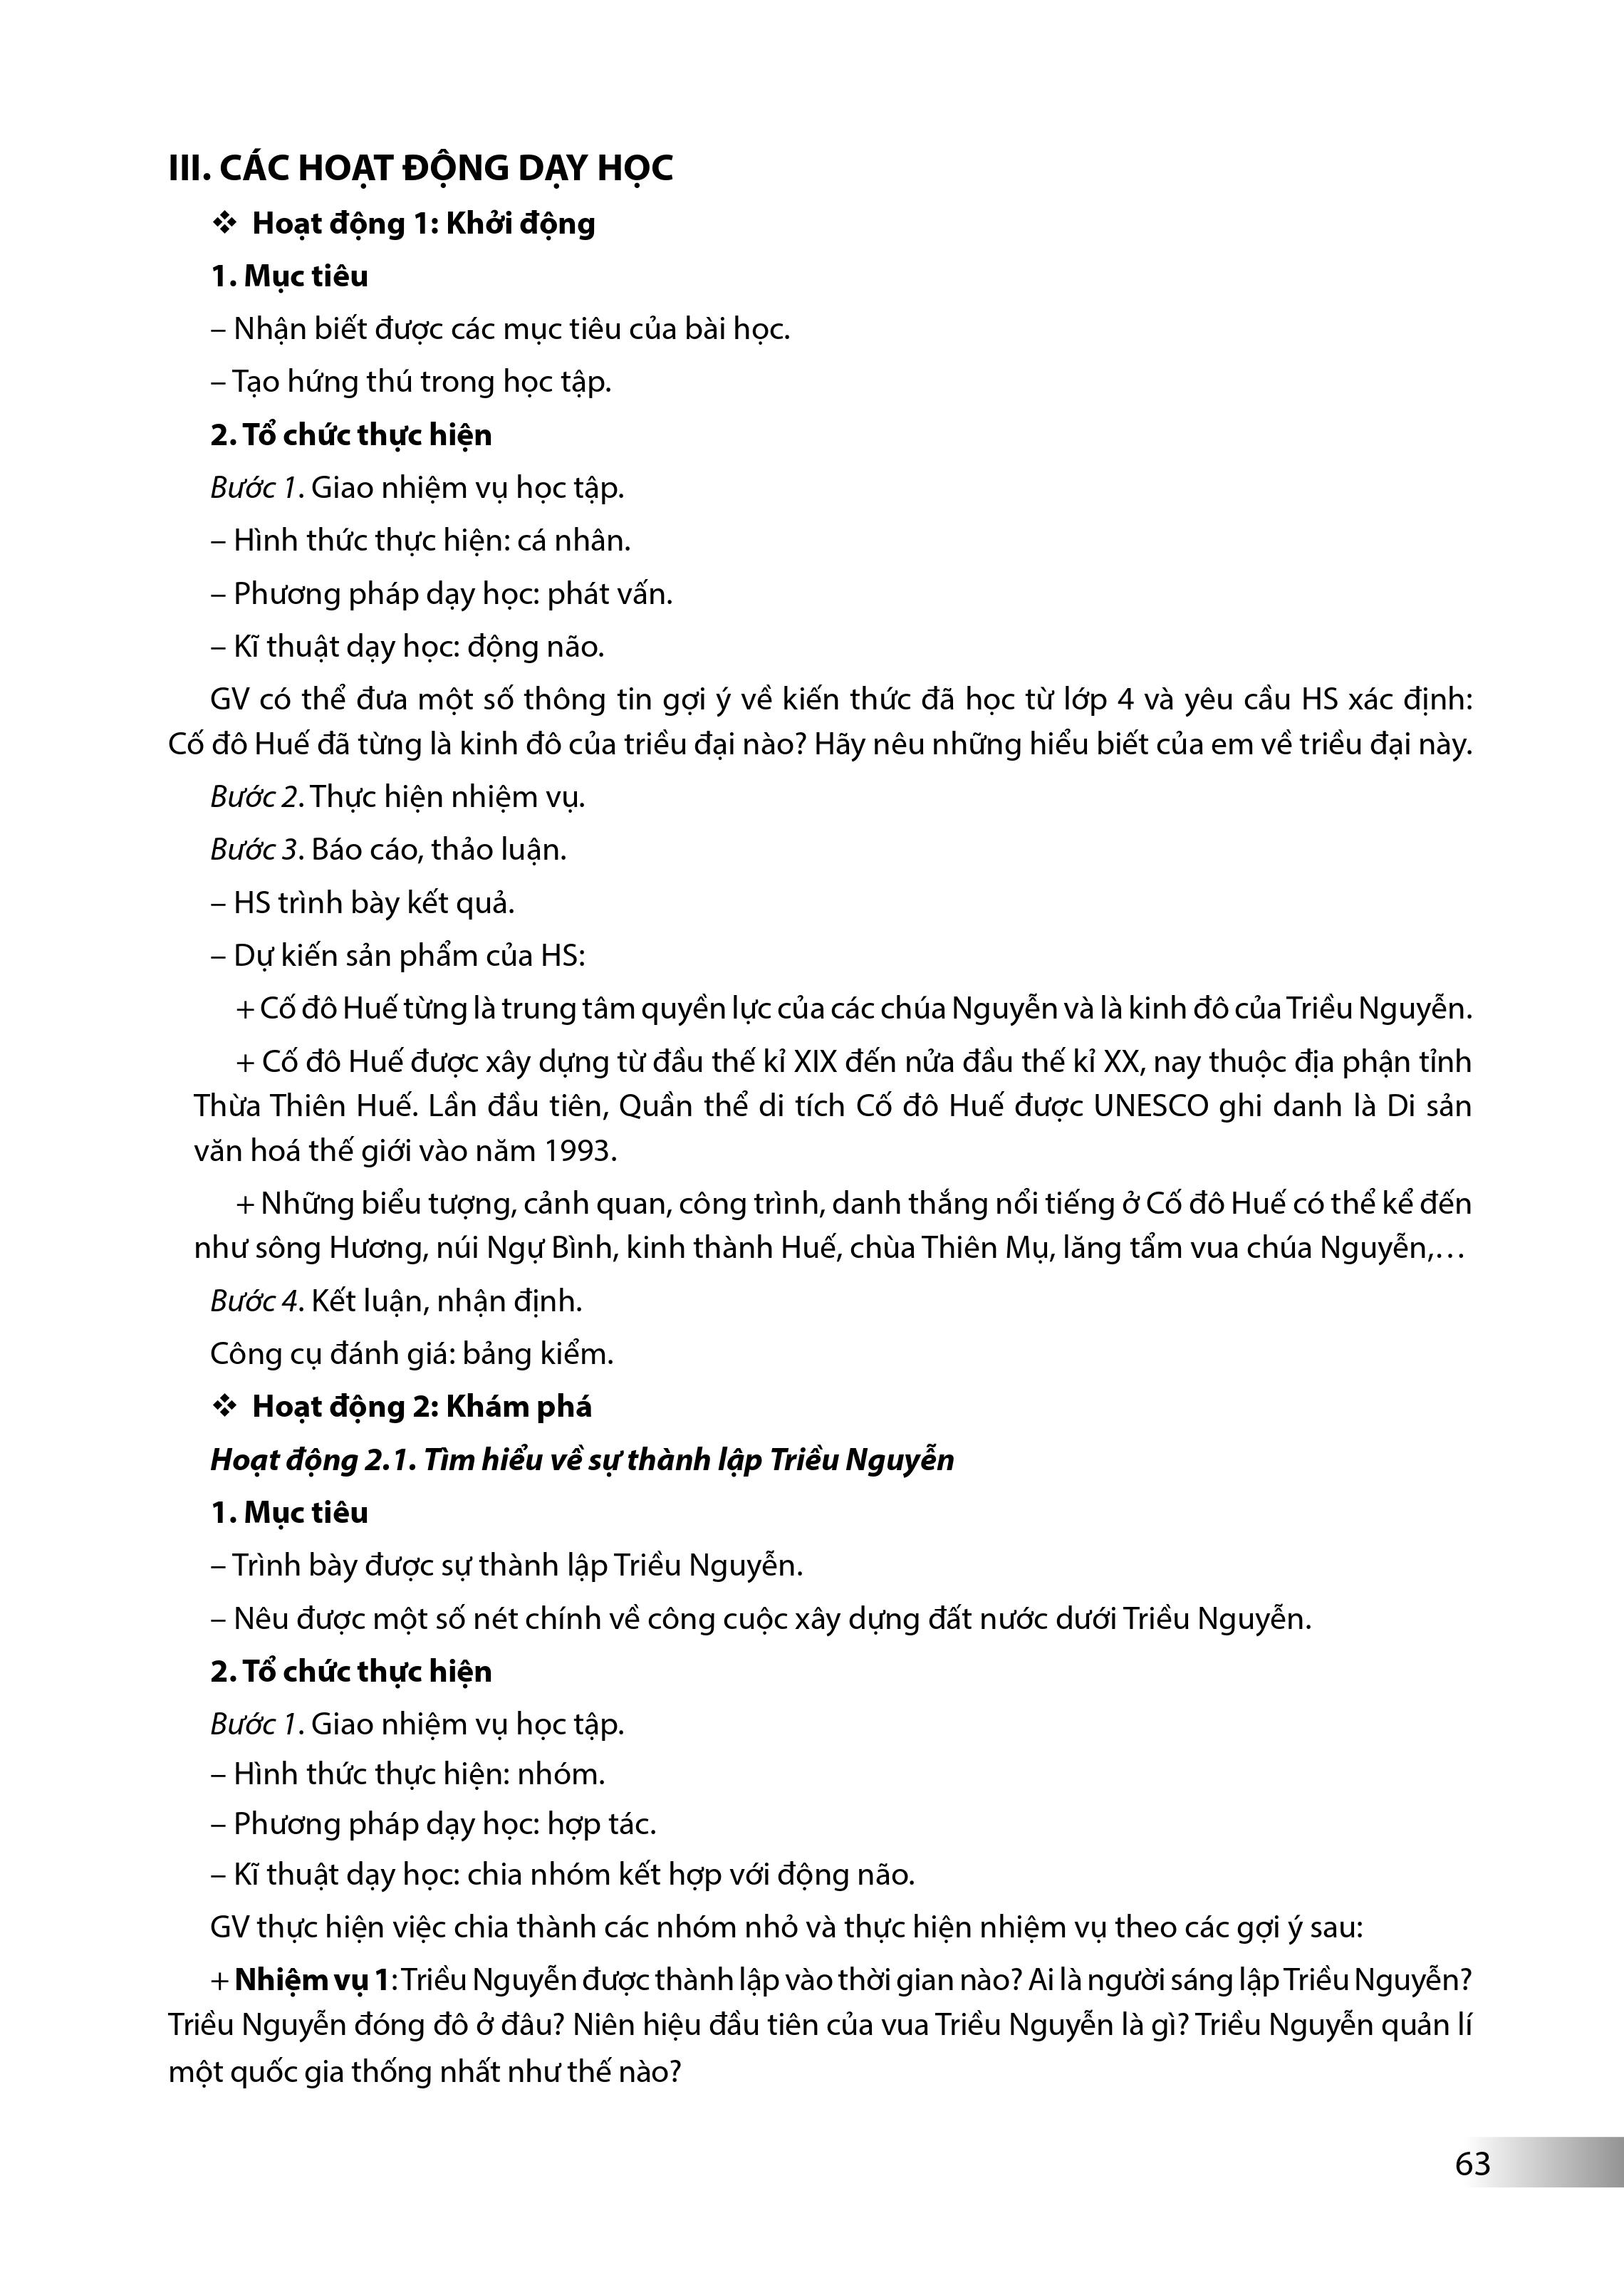 III. CÁC HOẠT ĐỘNG DẠY HỌC
❖ Hoạt động 1: Khởi động
1. Mục tiêu
– Nhận biết được các mục tiêu của bài học.
– Tạo hứng thú trong học tập.
2. Tổ chức thực hiện
Bước 1. Giao nhiệm vụ học tập.
– Hình thức thực hiện: cá nhân.
– Phương pháp dạy học: phát vấn.
– Kĩ thuật dạy học: động não.
GV có thể đưa một số thông tin gợi ý về kiến thức đã học từ lớp 4 và yêu cầu HS xác định:
Cố đô Huế đã từng là kinh đô của triều đại nào? Hãy nêu những hiểu biết của em về triều đại này.
Bước 2. Thực hiện nhiệm vụ.
Bước 3. Báo cáo, thảo luận.
– HS trình bày kết quả.
– Dự kiến sản phẩm của HS:
+ Cố đô Huế từng là trung tâm quyền lực của các chúa Nguyễn và là kinh đô của Triều Nguyễn.
+ Cố đô Huế được xây dựng từ đầu thế kỉ XIX đến nửa đầu thế kỉ XX, nay thuộc địa phận tỉnh
Thừa Thiên Huế. Lần đầu tiên, Quần thể di tích Cố đô Huế được UNESCO ghi danh là Di sản
văn hoá thế giới vào năm 1993.
+ Những biểu tượng, cảnh quan, công trình, danh thắng nổi tiếng ở Cố đô Huế có thể kể đến
như sông Hương, núi Ngự Bình, kinh thành Huế, chùa Thiên Mụ, lăng tẩm vua chúa Nguyễn,…
Bước 4. Kết luận, nhận định.
Công cụ đánh giá: bảng kiểm.
❖ Hoạt động 2: Khám phá
Hoạt động 2.1. Tìm hiểu về sự thành lập Triều Nguyễn
1. Mục tiêu
– Trình bày được sự thành lập Triều Nguyễn.
– Nêu được một số nét chính về công cuộc xây dựng đất nước dưới Triều Nguyễn.
2. Tổ chức thực hiện
Bước 1. Giao nhiệm vụ học tập.
– Hình thức thực hiện: nhóm.
– Phương pháp dạy học: hợp tác.
– Kĩ thuật dạy học: chia nhóm kết hợp với động não.
GV thực hiện việc chia thành các nhóm nhỏ và thực hiện nhiệm vụ theo các gợi ý sau:
+ Nhiệm vụ 1: Triều Nguyễn được thành lập vào thời gian nào? Ai là người sáng lập Triều Nguyễn?
Triều Nguyễn đóng đô ở đâu? Niên hiệu đầu tiên của vua Triều Nguyễn là gì? Triều Nguyễn quản lí
một quốc gia thống nhất như thế nào?
63